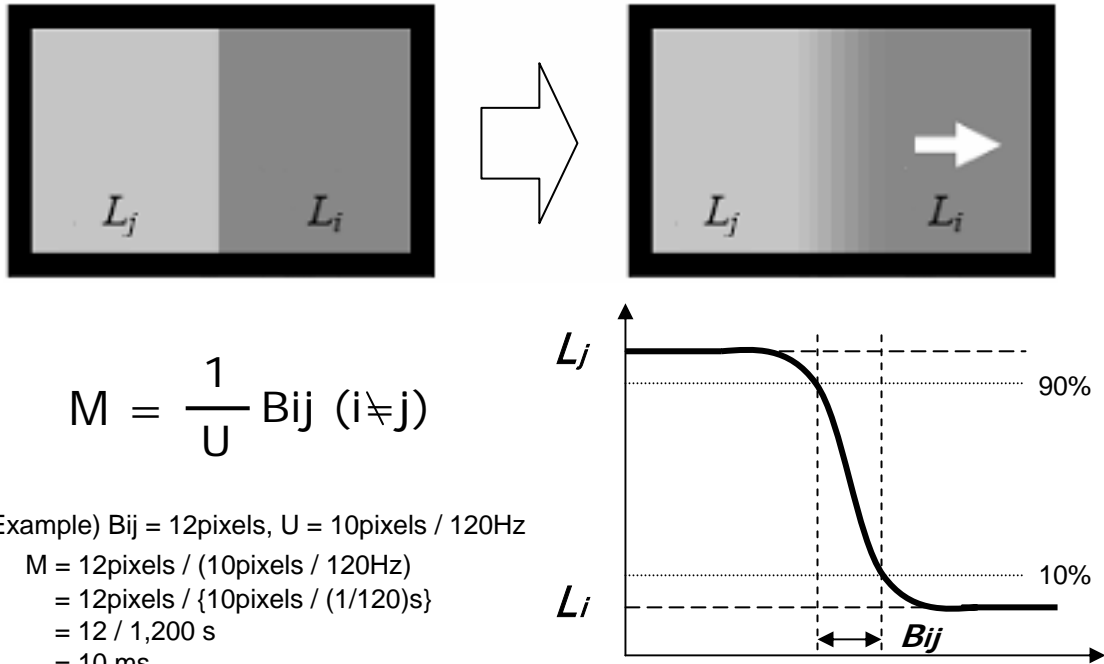 Lj Li
Lj Li
M = 1/U Bij (i≒j)
Example) Bij = 12pixels, U = 10pixels / 120Hz
M = 12pixels / (10pixels / 120Hz)
= 12pixels / {10pixels / (1/120)s}
= 12 / 1,200 s
= 10 ms
Lj
90%
10%
Li
Bij